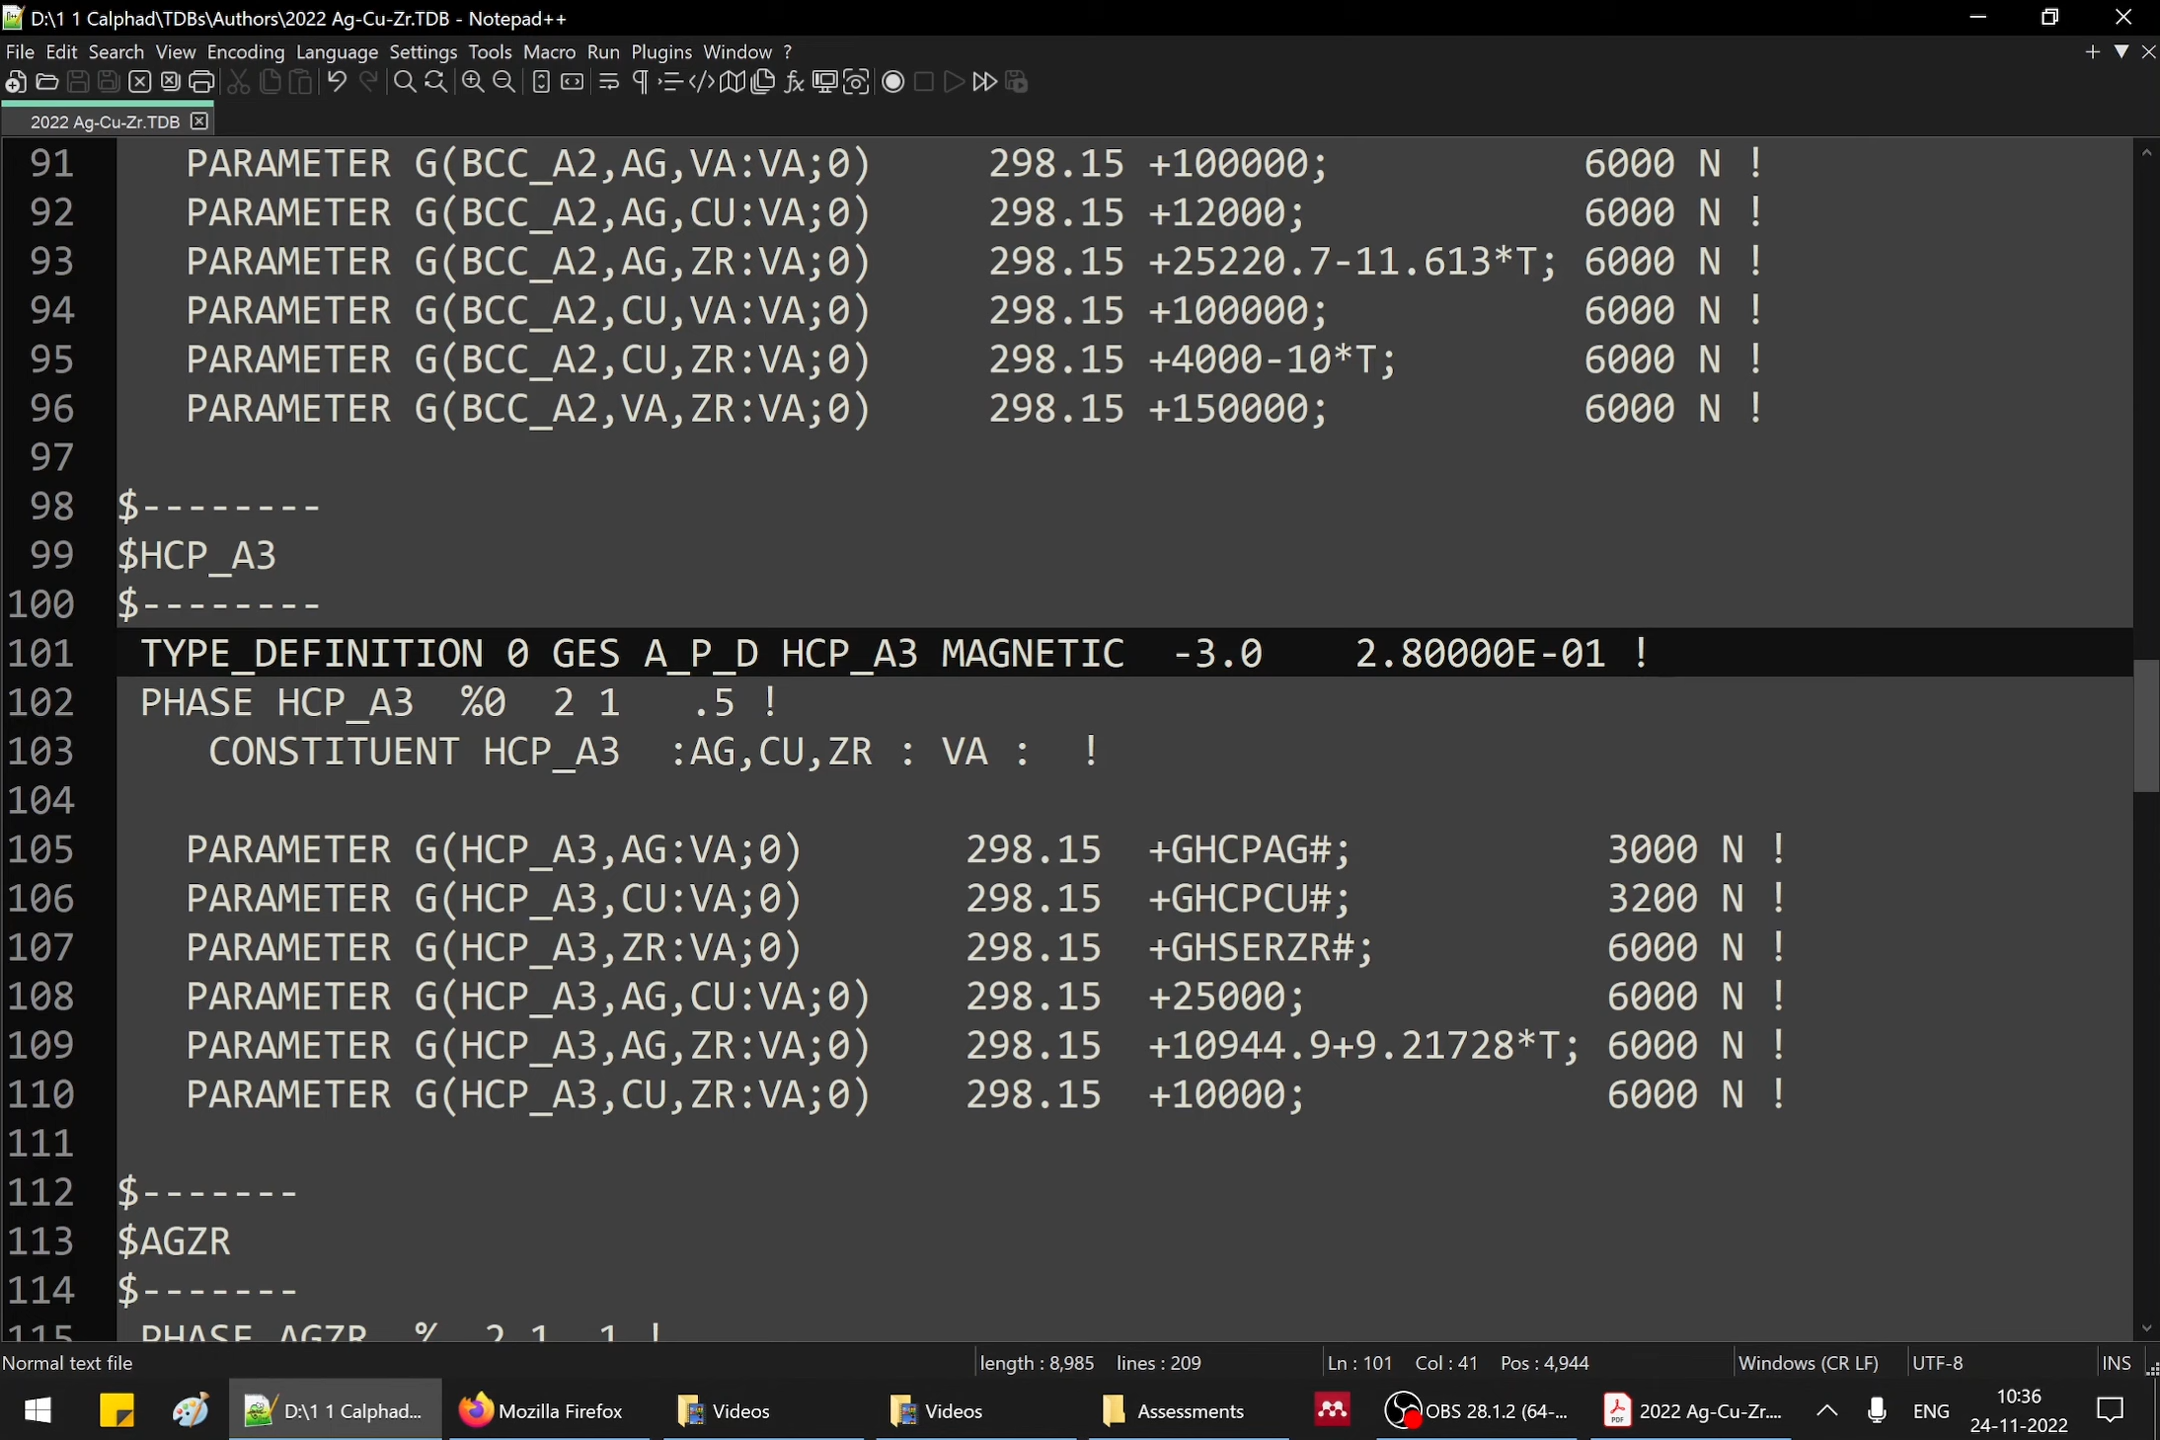 D:\1 1 Calphad\TDBs\Authors\2022 Ag-Cu-Zr.TDB - Notepad++
File Edit Search View Encoding Language Settings Tools Macro Run Plugins Window ?
2022 Ag-Cu-Zr.TDB
91 PARAMETER G(BCC_A2,AG,VA:VA;0) 298.15 +100000; 6000 N !
92 PARAMETER G(BCC_A2,AG,CU:VA;0) 298.15 +12000; 6000 N !
93 PARAMETER G(BCC_A2,AG,ZR:VA;0) 298.15 +25220.7-11.613*T; 6000 N !
94 PARAMETER G(BCC_A2,CU,VA:VA;0) 298.15 +100000; 6000 N !
95 PARAMETER G(BCC_A2,CU,ZR:VA;0) 298.15 +4000-10*T; 6000 N !
96 PARAMETER G(BCC_A2,VA,ZR:VA;0) 298.15 +150000; 6000 N !
97
98 $--------
99 $HCP_A3
100 $--------
101 TYPE_DEFINITION 0 GES A_P_D HCP_A3 MAGNETIC -3.0 2.80000E-01 !
102 PHASE HCP_A3 %0 2 1 .5 !
103 CONSTITUENT HCP_A3 :AG,CU,ZR : VA : !
104
105 PARAMETER G(HCP_A3,AG:VA;0) 298.15 +GHCPAG#; 3000 N !
106 PARAMETER G(HCP_A3,CU:VA;0) 298.15 +GHCPCU#; 3200 N !
107 PARAMETER G(HCP_A3,ZR:VA;0) 298.15 +GHSERZR#; 6000 N !
108 PARAMETER G(HCP_A3,AG,CU:VA;0) 298.15 +25000; 6000 N !
109 PARAMETER G(HCP_A3,AG,ZR:VA;0) 298.15 +10944.9+9.21728*T; 6000 N !
110 PARAMETER G(HCP_A3,CU,ZR:VA;0) 298.15 +10000; 6000 N !
111
112 $-------
113 $AGZR
114 $-------
115 PHASE AGZR % 2 1 1 !
Normal text file length : 8,985 lines : 209 Ln : 101 Col : 41 Pos : 4,944 Windows (CR LF) UTF-8 INS
D:\1 1 Calphad... Mozilla Firefox Videos Videos Assessments OBS 28.1.2 (64-... 2022 Ag-Cu-Zr.... ENG 10:36
24-11-2022